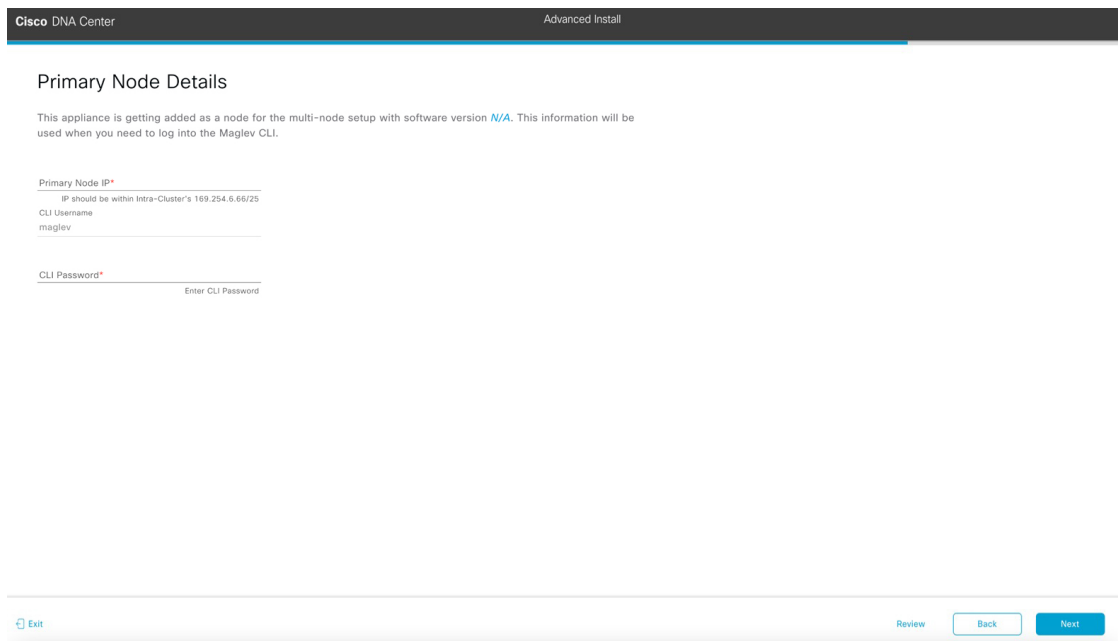 Cisco DNA Center
Advanced Install
Primary Node Details
This appliance is getting added as a node for the multi-node setup with software version N/A. This information will be
used when you need to log into the Maglev CLI.
Primary Node IP*
IP should be within Intra-Cluster's 169.254.6.66/25
CLI Username
maglev
CLI Password*
Enter CLI Password
Exit
Review
Back
Next